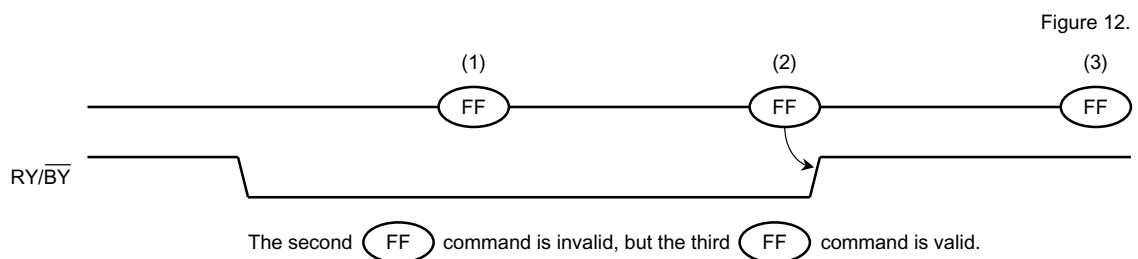 Figure 12.
(1) (2) (3)
FF FF FF
RY/B̅Y̅
The second FF command is invalid, but the third FF command is valid.